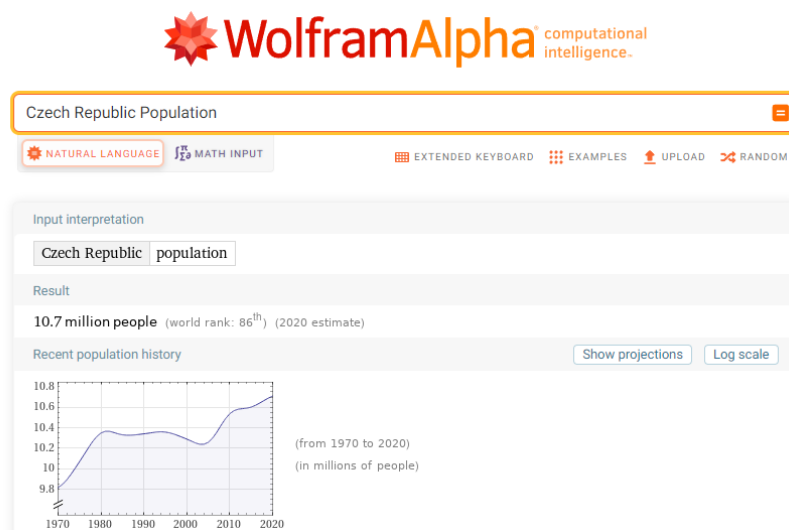 WolframAlpha computational intelligence™
Czech Republic Population
=
NATURAL LANGUAGE MATH INPUT EXTENDED KEYBOARD EXAMPLES UPLOAD RANDOM
Input interpretation
Czech Republic population
Result
10.7 million people (world rank: 86th) (2020 estimate)
Recent population history Show projections Log scale
10.8
10.6
10.4
10.2
10
9.8
1970 1980 1990 2000 2010 2020
(from 1970 to 2020)
(in millions of people)